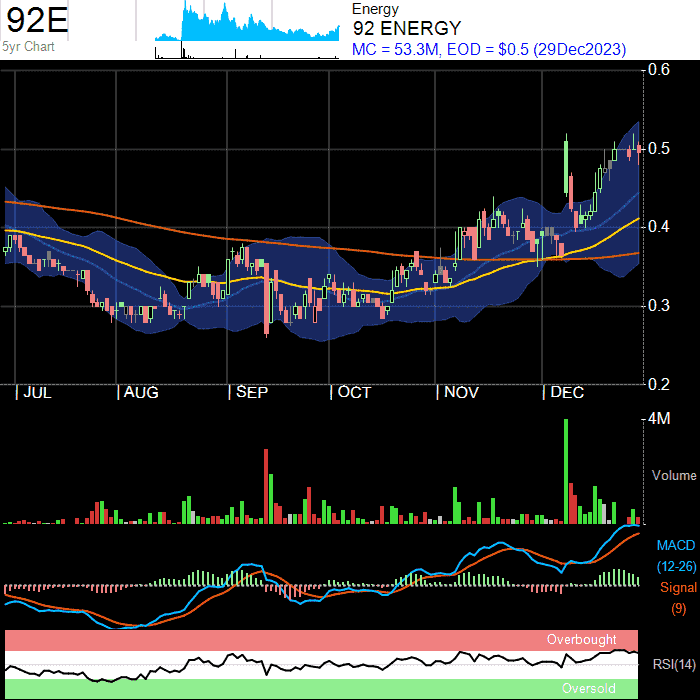 92E
5yr Chart
Energy
92 ENERGY
MC = 53.3M, EOD = $0.5 (29Dec2023)
0.6
0.5
0.4
0.3
0.2
JUL AUG SEP OCT NOV DEC
4M
Volume
MACD
(12-26)
Signal
(9)
Overbought
RSI(14)
Oversold